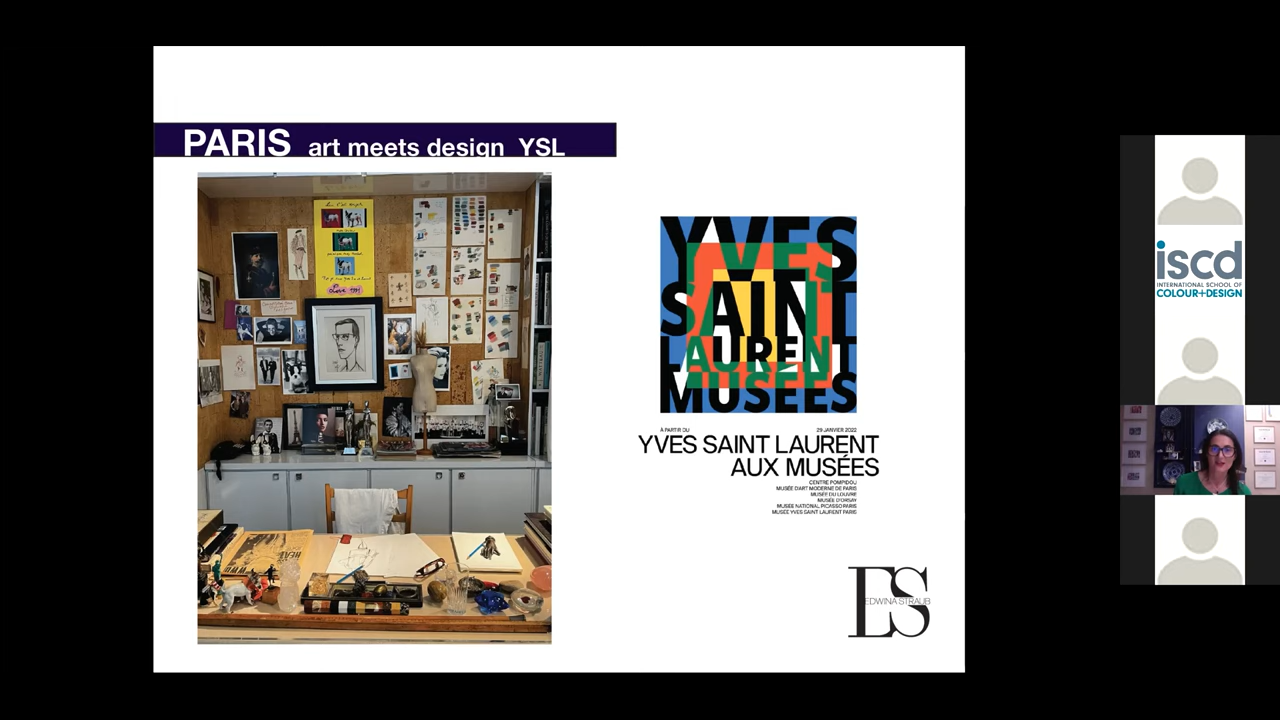 PARIS art meets design YSL
YVES
SAINT
LAURENT
MUSÉES
À PARTIR DU 29 JANVIER 2022
YVES SAINT LAURENT
AUX MUSÉES
CENTRE POMPIDOU
MUSÉE D'ART MODERNE DE PARIS
MUSÉE DU LOUVRE
MUSÉE D'ORSAY
MUSÉE NATIONAL PICASSO PARIS
MUSÉE YVES SAINT LAURENT PARIS
ES
EDWINA STRAUB
iscd
INTERNATIONAL SCHOOL OF
COLOUR+DESIGN